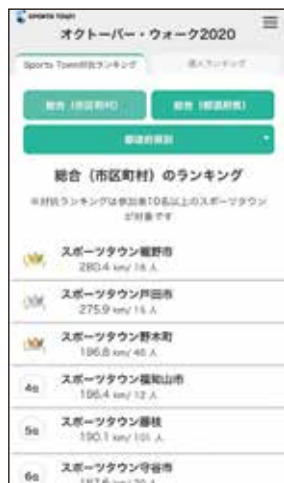 SPORTS TOWN
オクトーバー・ウォーク2020
Sports Town対抗ランキング
個人ランキング
総合（市区町村）
総合（都道府県）
都道府県別
総合（市区町村）のランキング
※対抗ランキングは参加者10名以上のスポーツタウン
が対象です
スポーツタウン裾野市
280.4 km/ 16 人
スポーツタウン戸田市
275.9 km/ 15 人
スポーツタウン野木町
196.8 km/ 46 人
4位
スポーツタウン福知山市
196.4 km/ 12 人
5位
スポーツタウン藤枝
190.1 km/ 101 人
6位
スポーツタウン守谷市